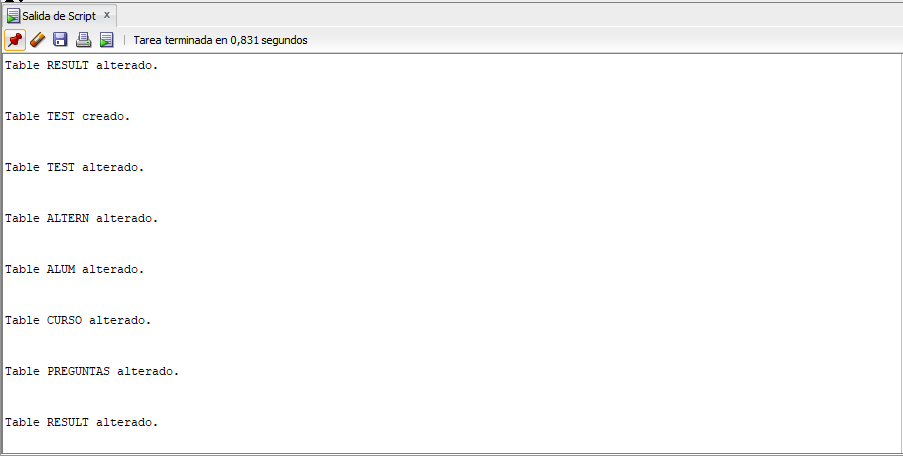 Salida de Script x
Tarea terminada en 0,831 segundos
Table RESULT alterado.
Table TEST creado.
Table TEST alterado.
Table ALTERN alterado.
Table ALUM alterado.
Table CURSO alterado.
Table PREGUNTAS alterado.
Table RESULT alterado.